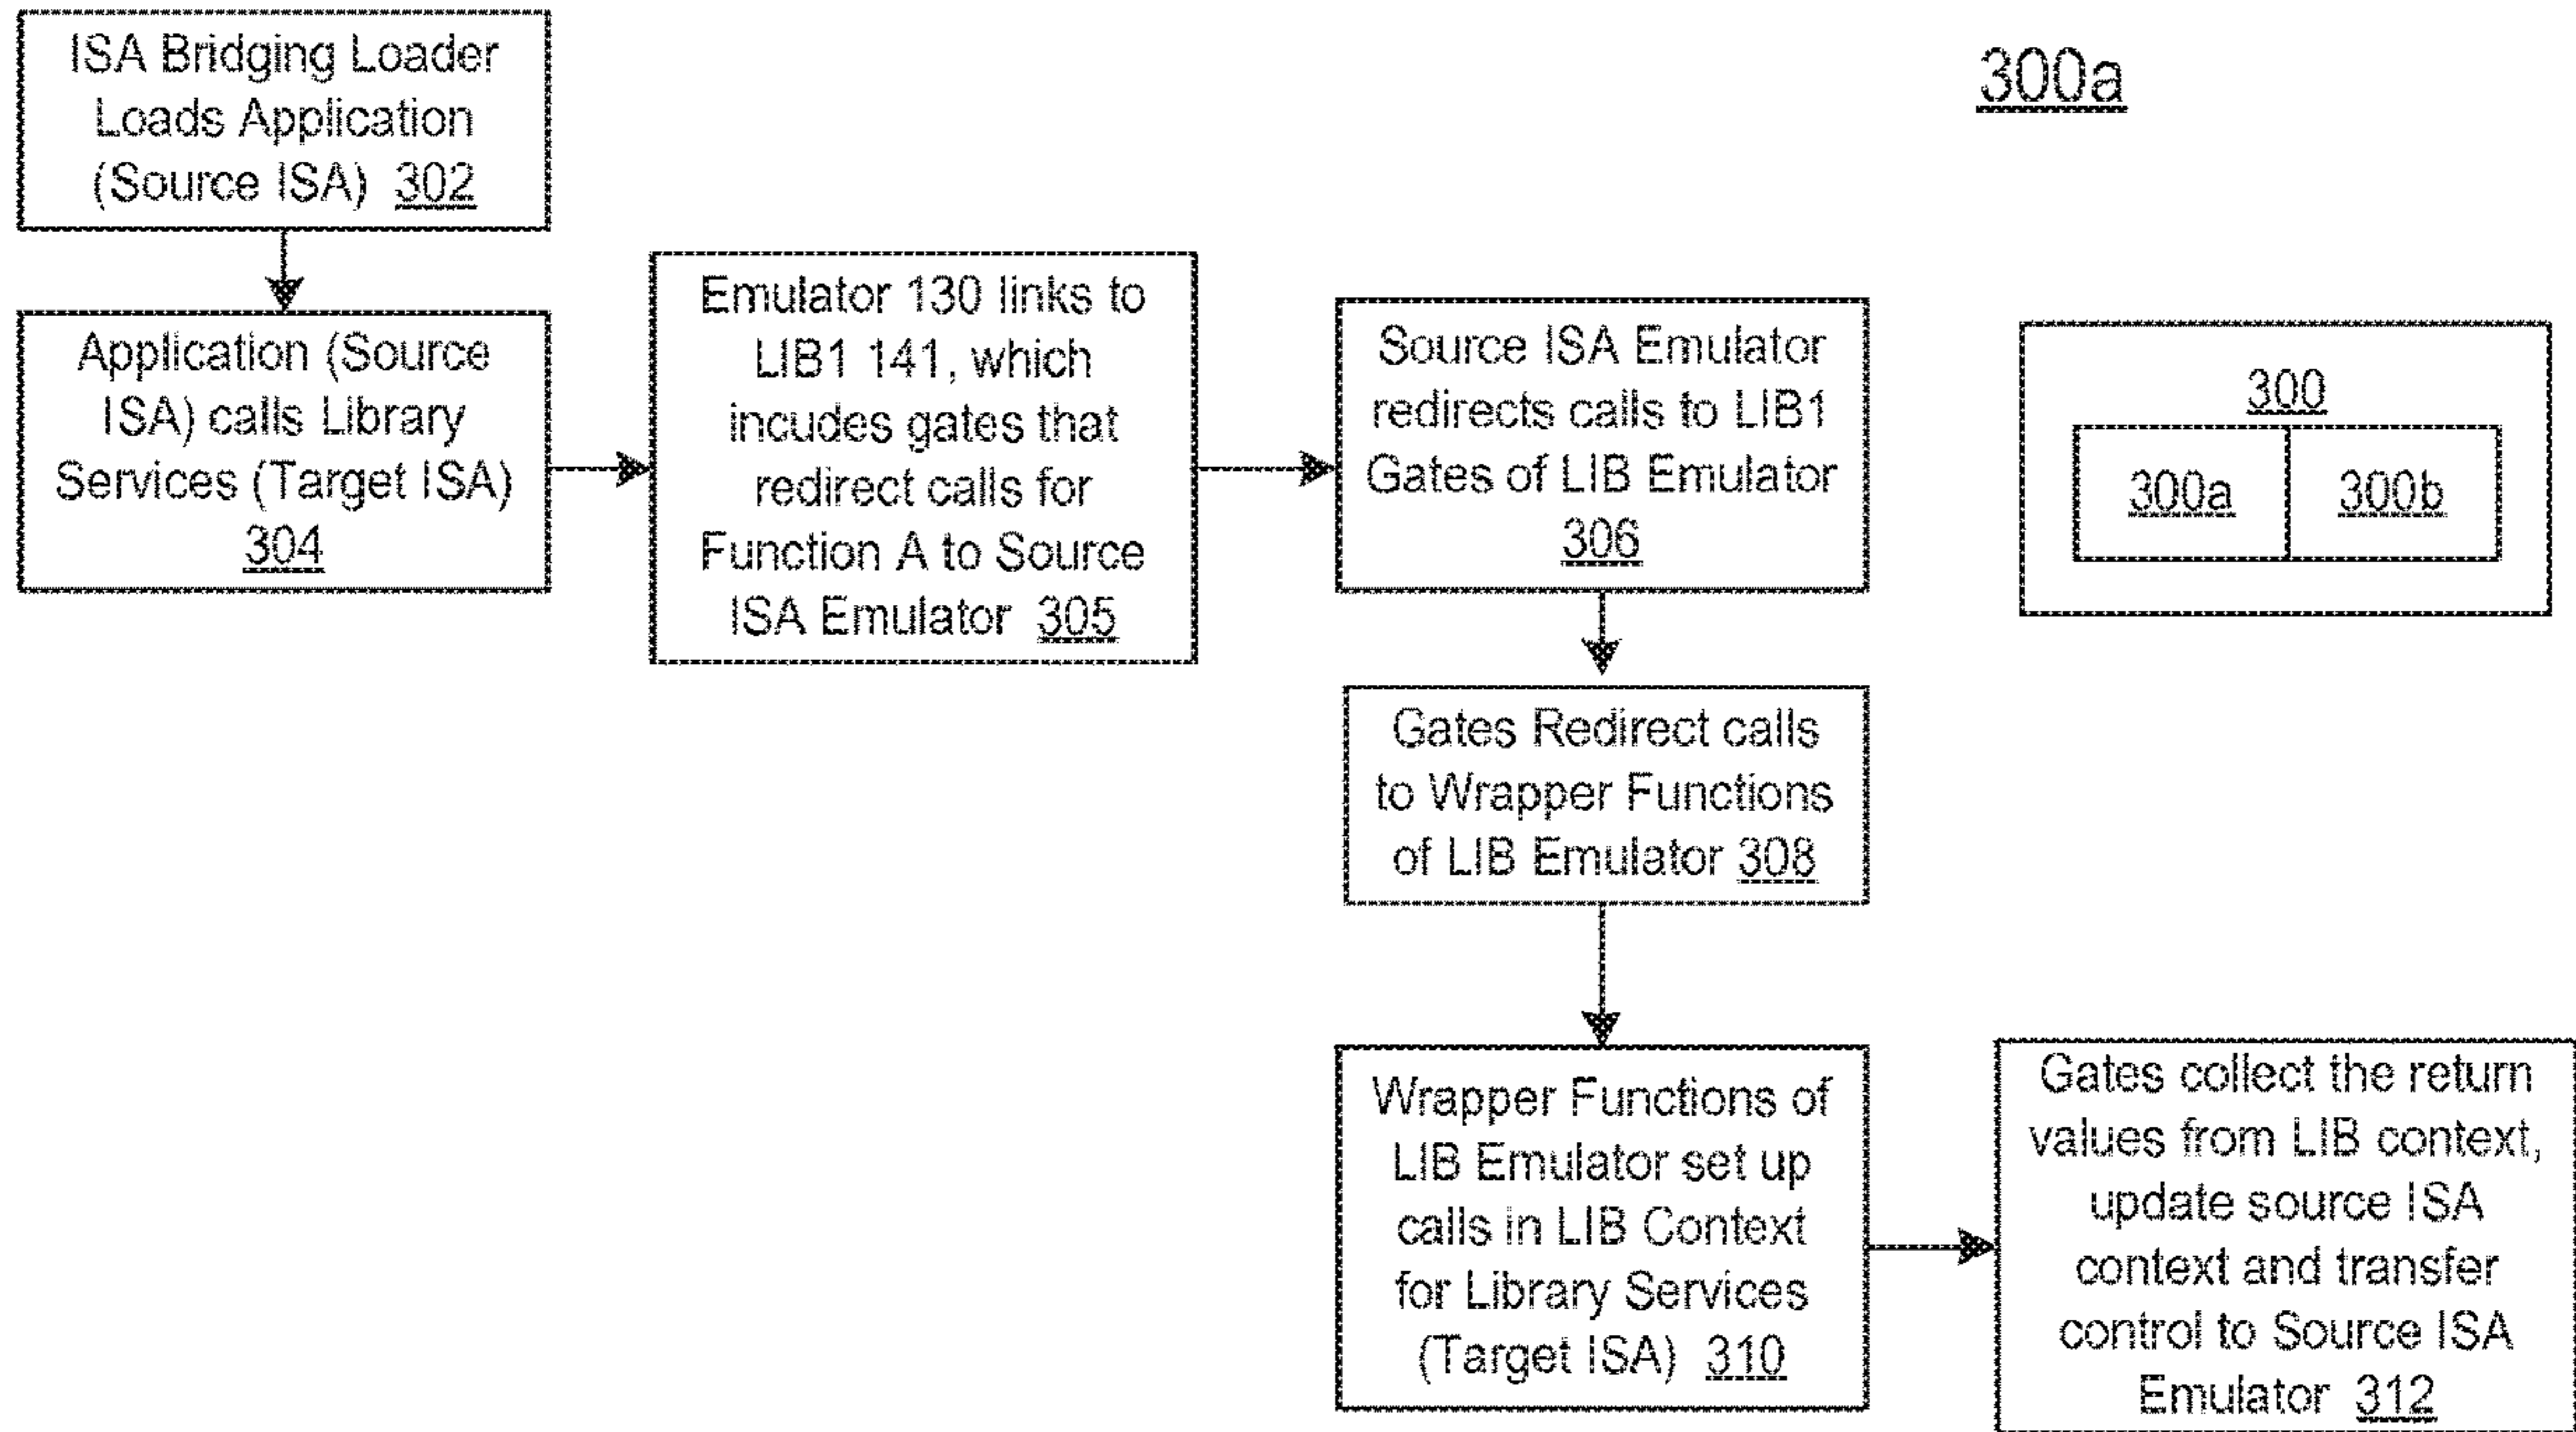 300a
ISA Bridging Loader
Loads Application
(Source ISA) 302
Application (Source
ISA) calls Library
Services (Target ISA)
304
Emulator 130 links to
LIB1 141, which
incudes gates that
redirect calls for
Function A to Source
ISA Emulator 305
Source ISA Emulator
redirects calls to LIB1
Gates of LIB Emulator
306
300
300a 300b
Gates Redirect calls
to Wrapper Functions
of LIB Emulator 308
Wrapper Functions of
LIB Emulator set up
calls in LIB Context
for Library Services
(Target ISA) 310
Gates collect the return
values from LIB context,
update source ISA
context and transfer
control to Source ISA
Emulator 312